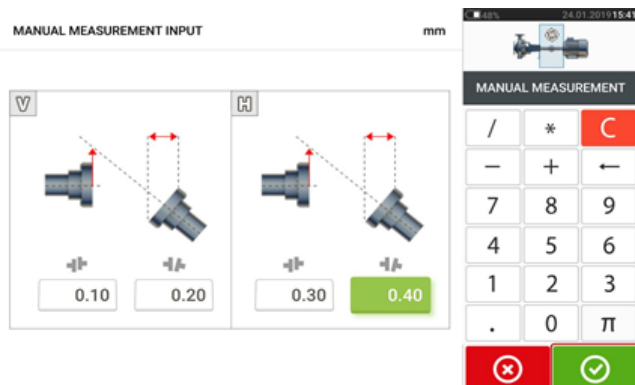 MANUAL MEASUREMENT INPUT mm
V H
0.10 0.20 0.30 0.40
48% 24.01.2019 15:41
MANUAL MEASUREMENT
/ * C
− + ←
7 8 9
4 5 6
1 2 3
. 0 π